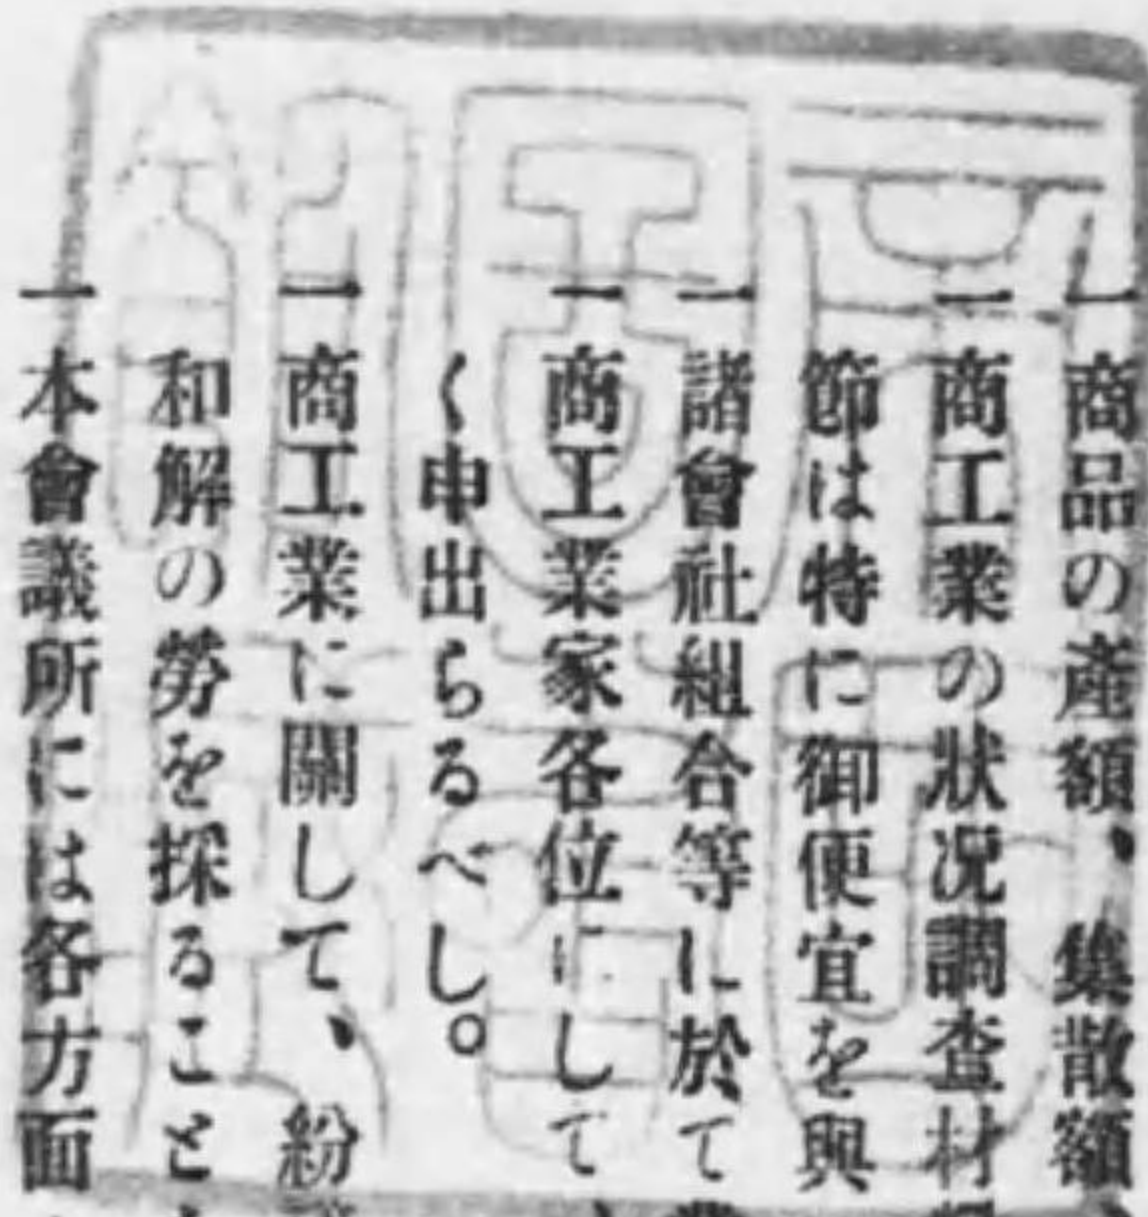 一 商品の產額、集散額、
一 商工業の狀况調查材
節は特に御便宜を與
一 諸會社組合等に於て
一 商工業家各位にして、
く申出らるべし。
一 商工業に關して、紛
和解の勞を採ること
一 本會議所には各方面